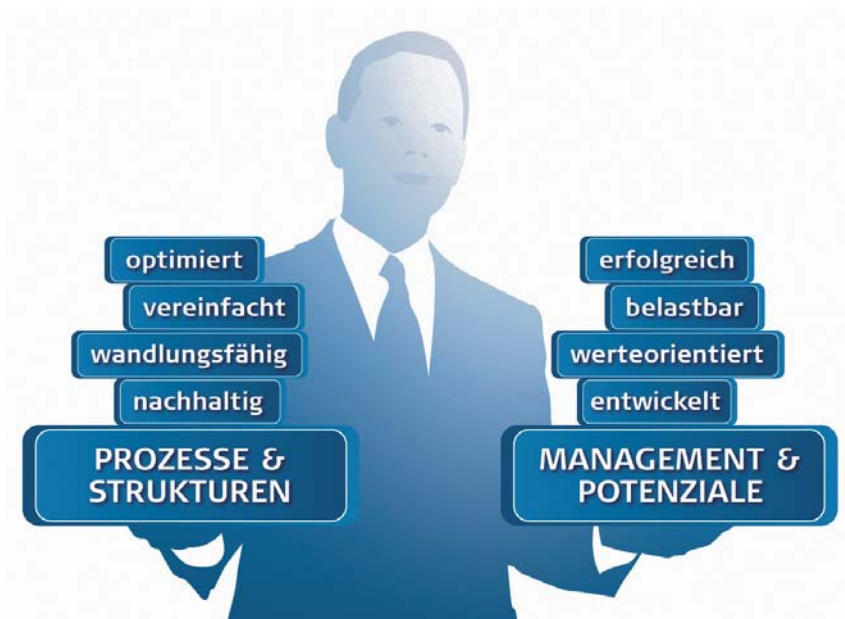 optimiert
vereinfacht
wandlungsfähig
nachhaltig
PROZESSE &
STRUKTUREN
erfolgreich
belastbar
werteorientiert
entwickelt
MANAGEMENT &
POTENZIALE